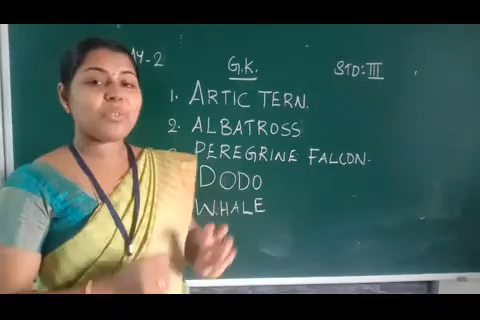 G.K.
STD:III
1. ARTIC TERN.
2. ALBATROSS
PEREGRINE FALCON.
DODO
WHALE